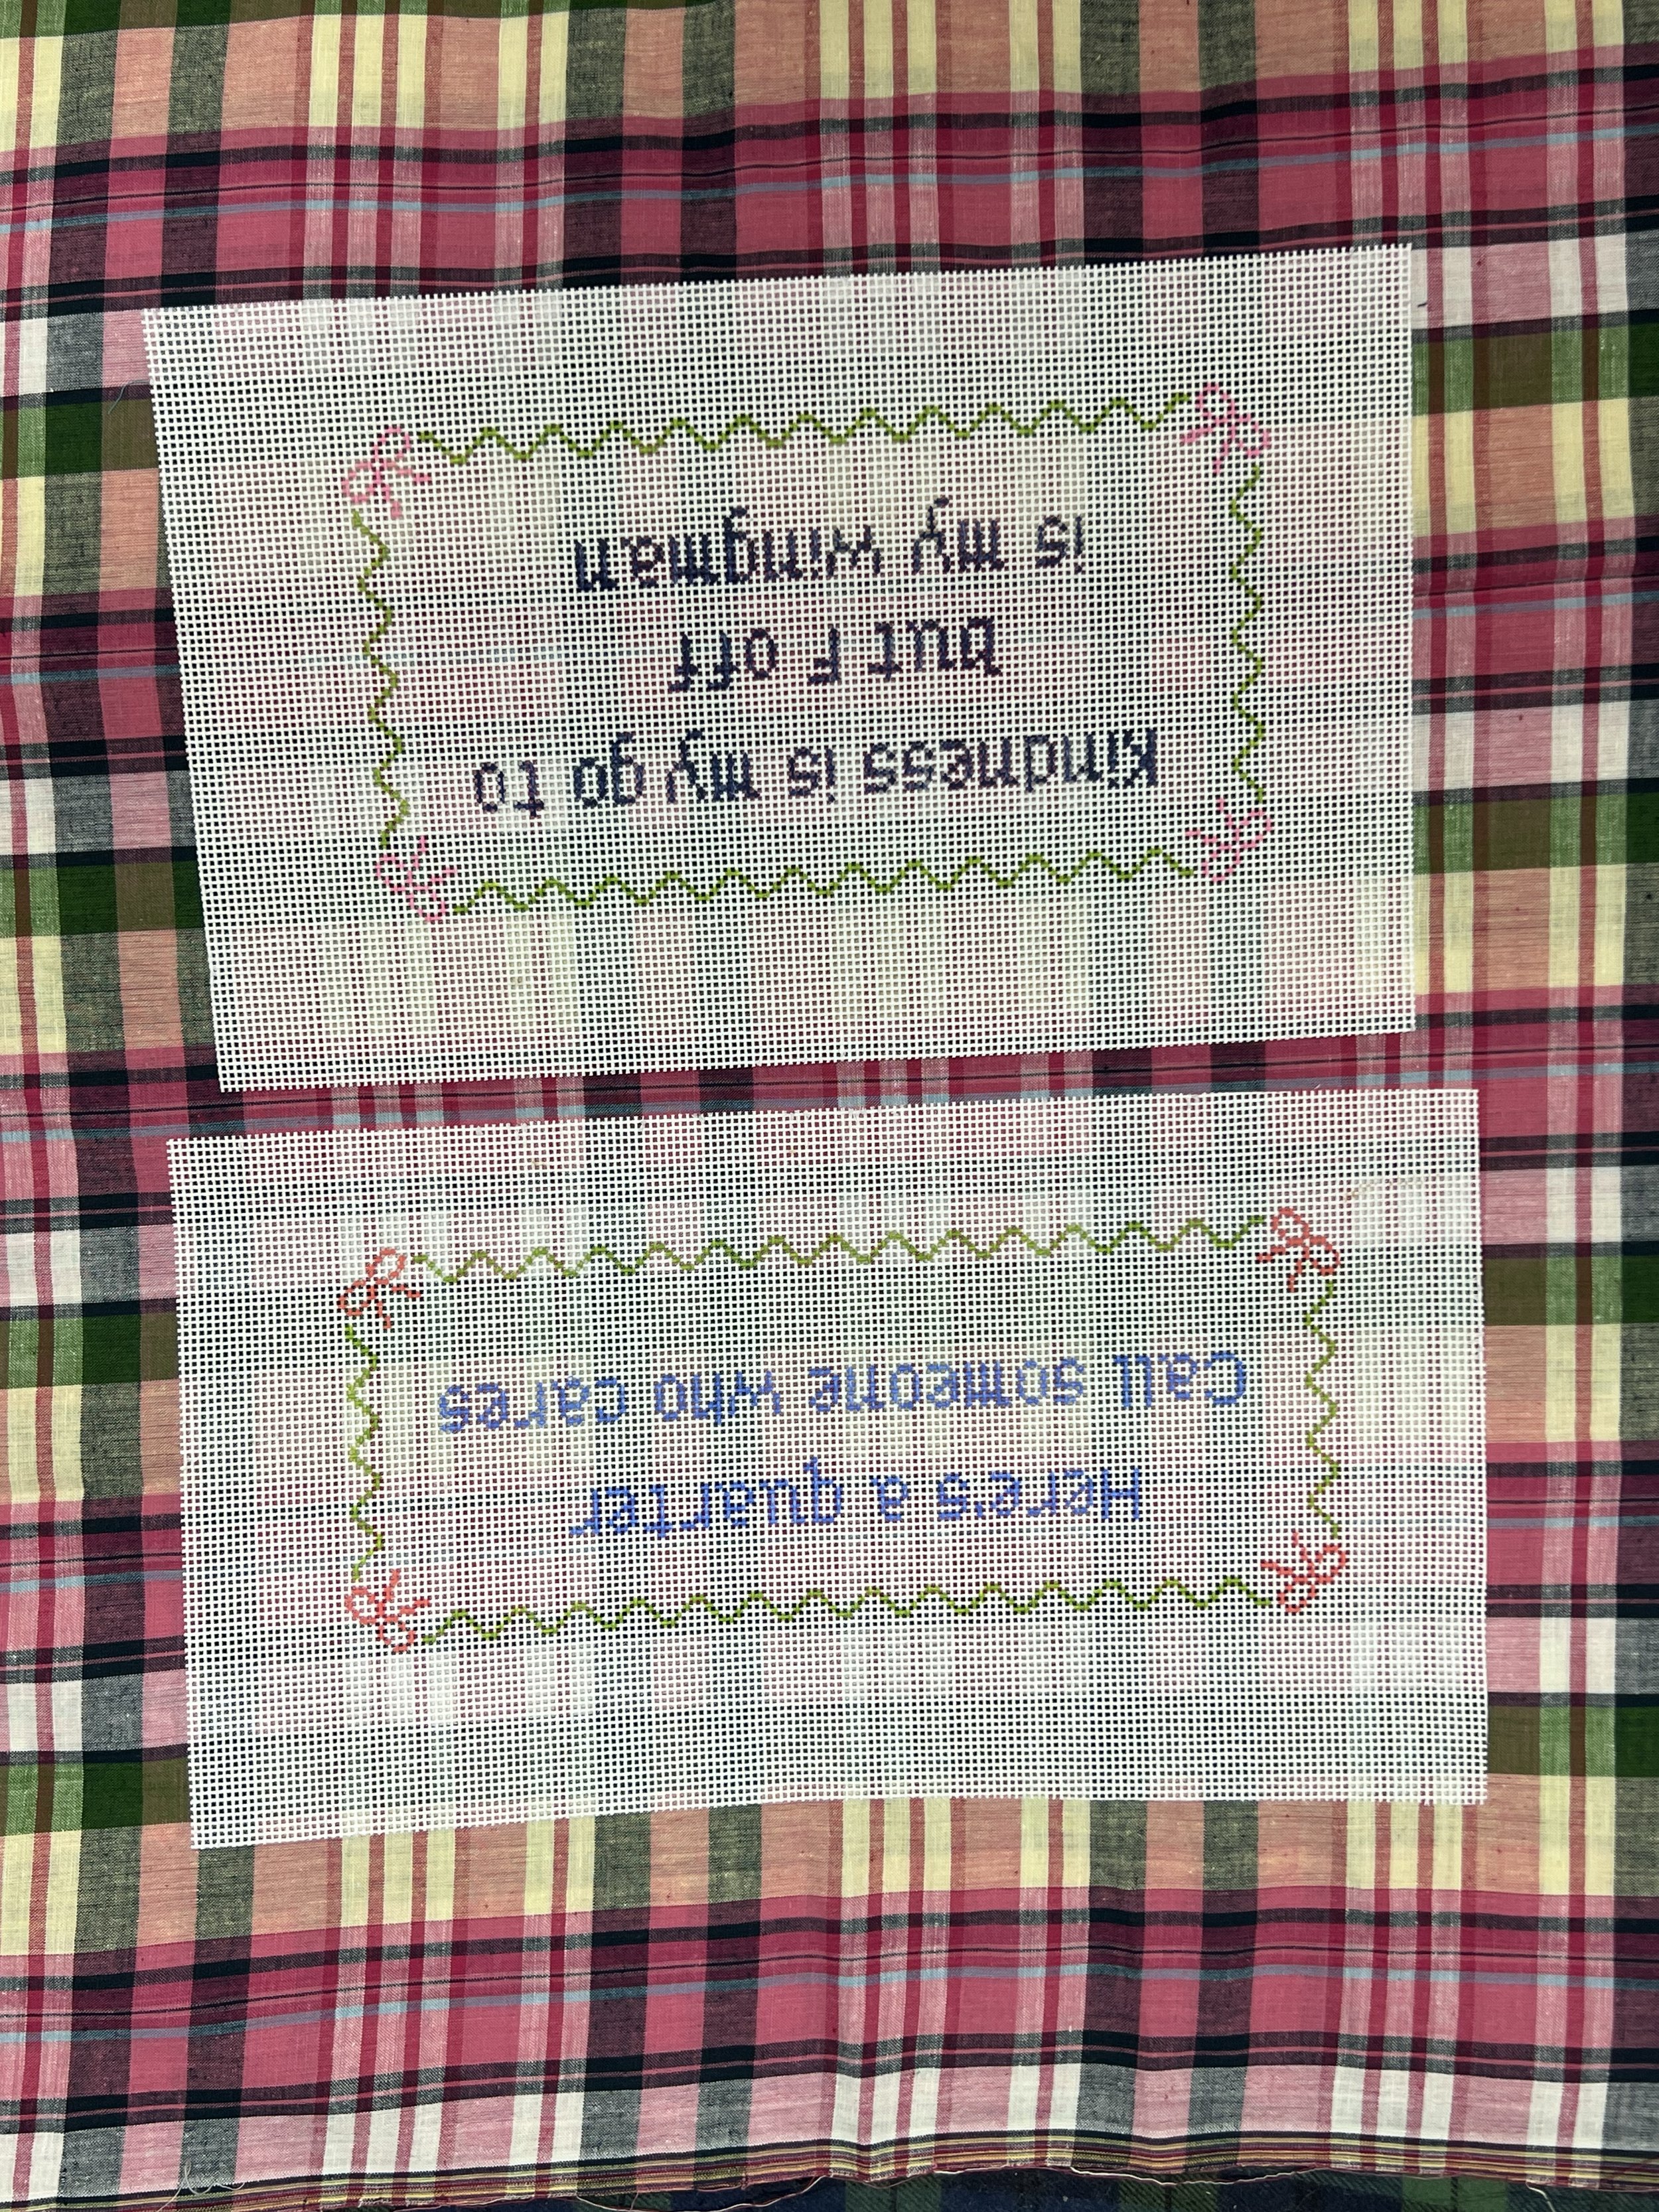 Here's a quarter
Call someone who cares
Kindness is my go to
but F off
is my wingman